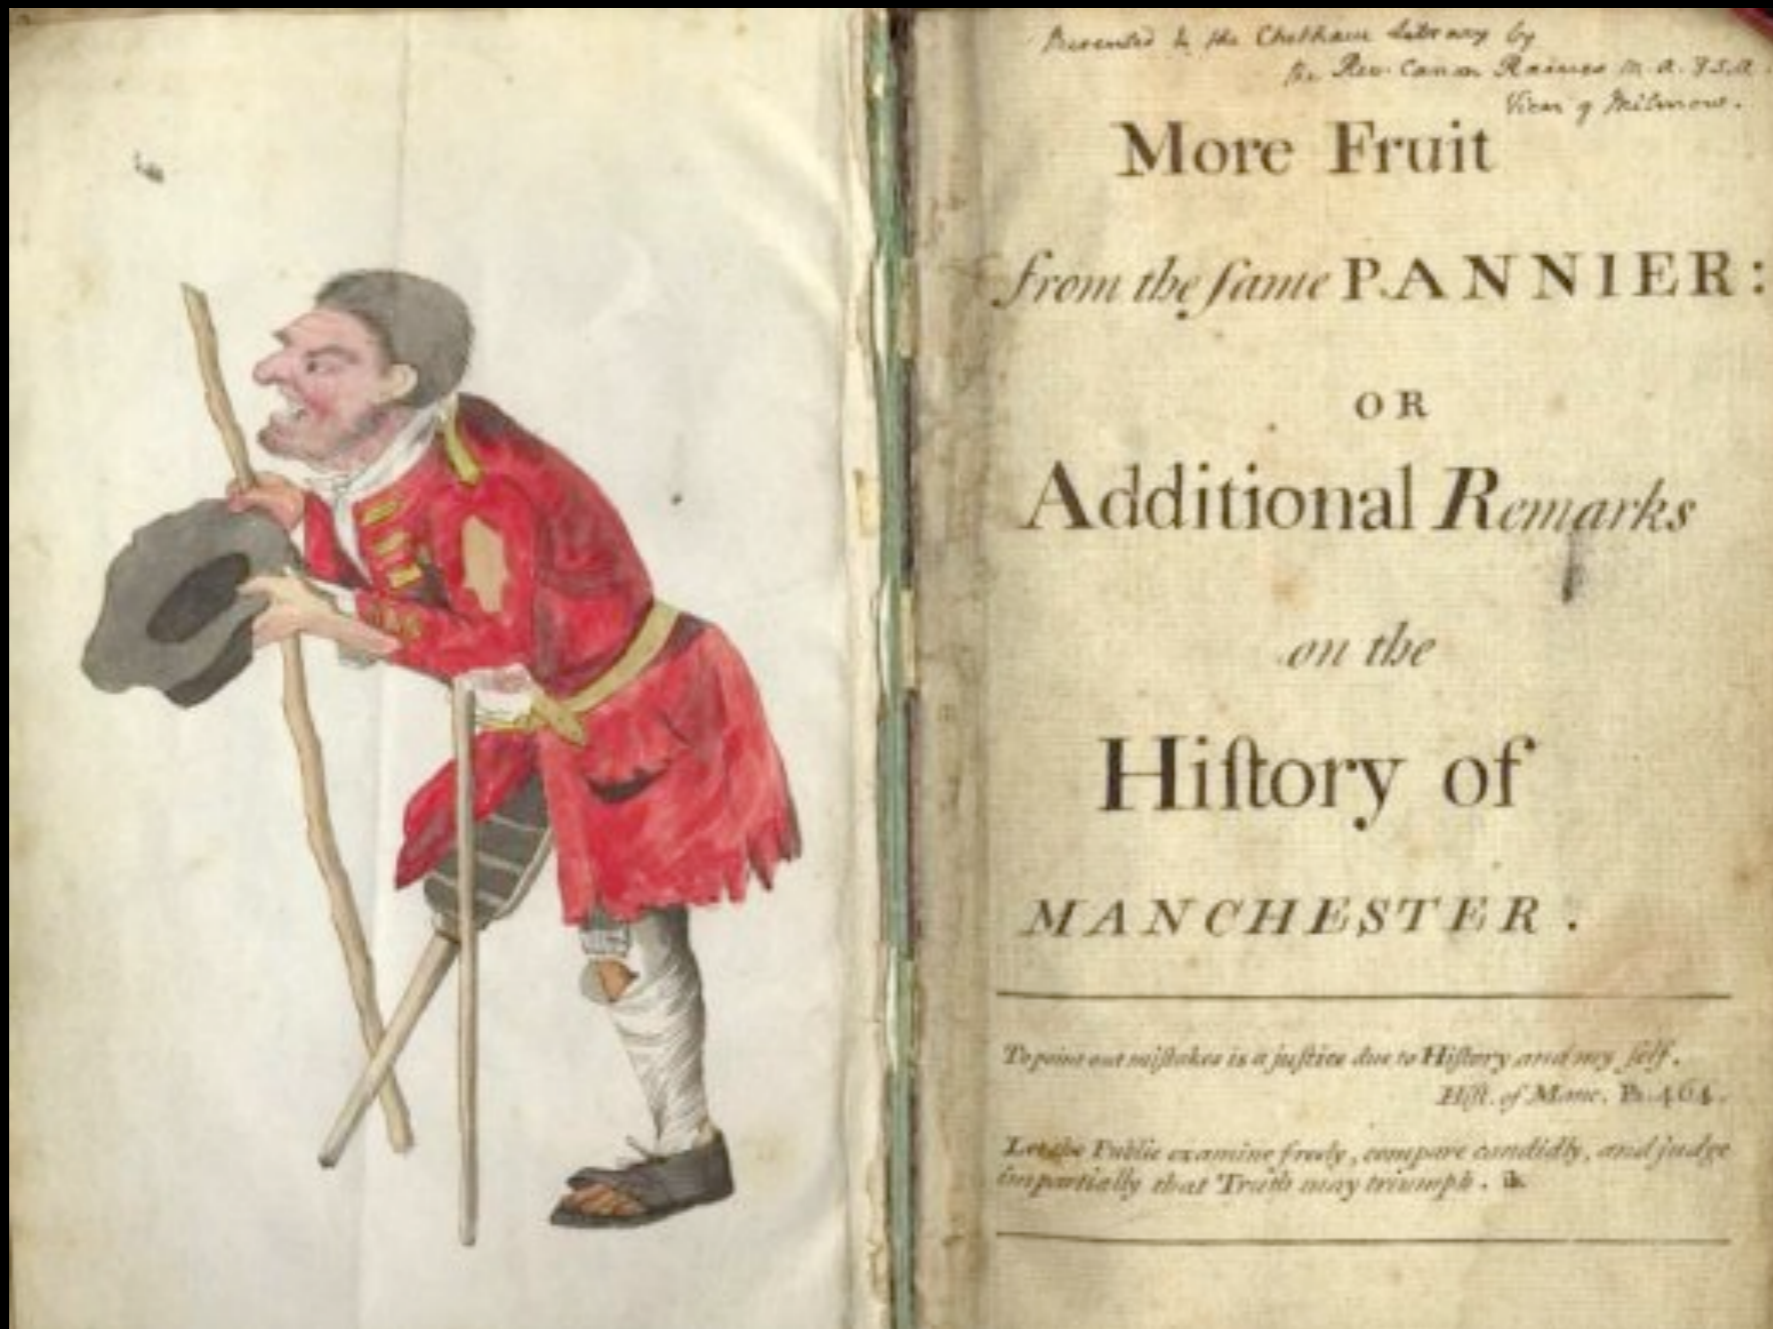 Presented to the Chetham Library by
the Rev. Canon Raines M.A. F.S.A.
Vicar of Milnrow.
More Fruit
from the ſame PANNIER:
OR
Additional Remarks
on the
Hiſtory of
MANCHESTER.
To point out miſtakes is a juſtice due to Hiſtory and my ſelf.
Hiſt. of Manc. Pa. 464.
Let the Public examine freely, compare candidly, and judge
impartially that Truth may triumph.